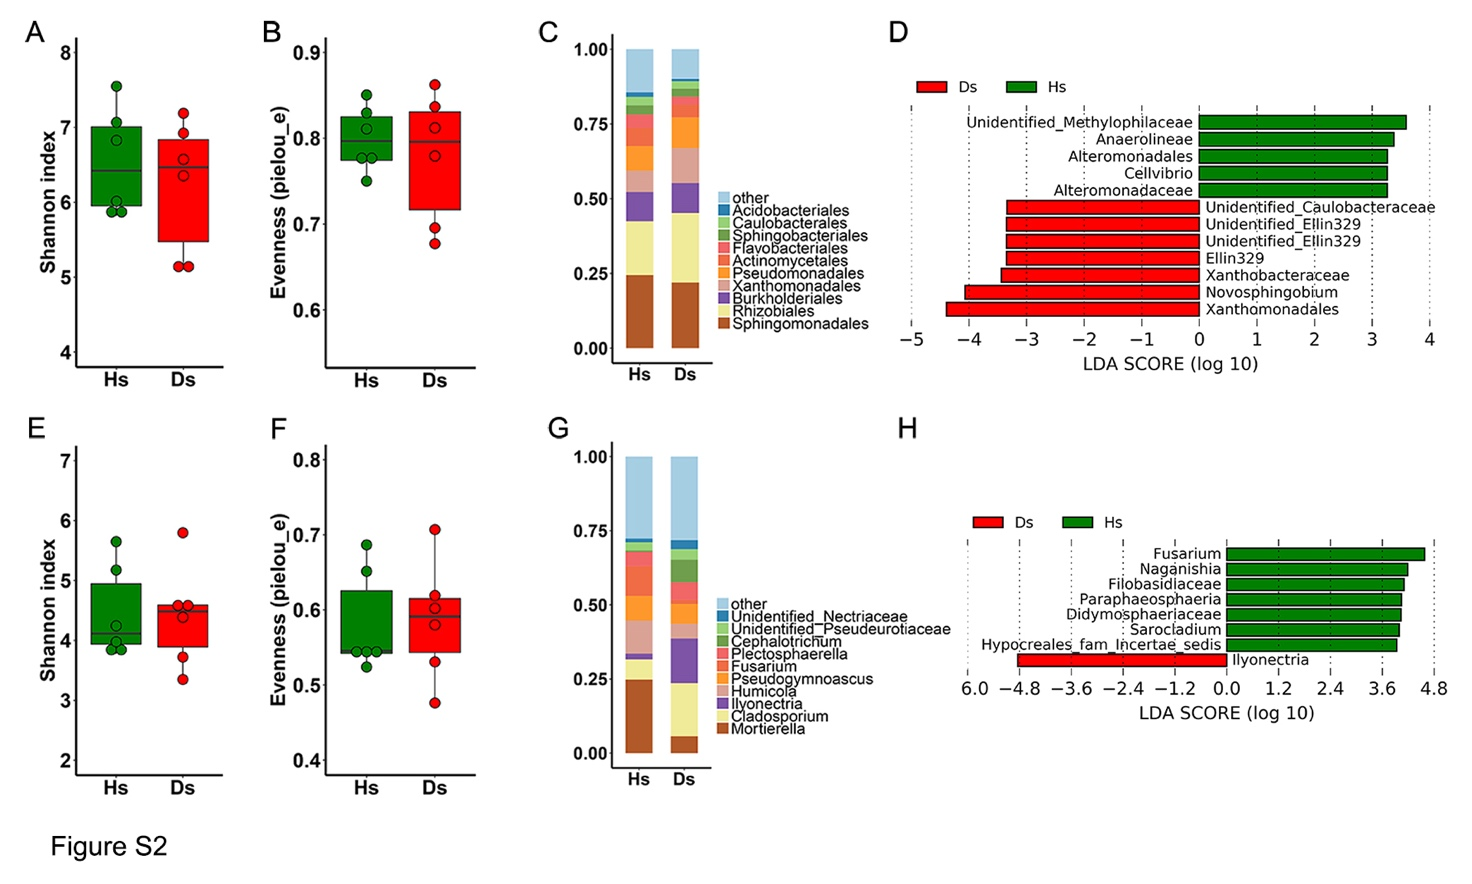 A
Shannon index
8
7
6
5
4
Hs Ds
B
Evenness (pielou_e)
0.9
0.8
0.7
0.6
Hs Ds
C
1.00
0.75
0.50
0.25
0.00
Hs Ds
other
Acidobacteriales
Caulobacterales
Sphingobacteriales
Flavobacteriales
Actinomycetales
Pseudomonadales
Xanthomonadales
Burkholderiales
Rhizobiales
Sphingomonadales
D
Ds Hs
Unidentified_Methylophilaceae
Anaerolineae
Alteromonadales
Cellvibrio
Alteromonadaceae
Unidentified_Caulobacteraceae
Unidentified_Ellin329
Unidentified_Ellin329
Ellin329
Xanthobacteraceae
Novosphingobium
Xanthomonadales
−5 −4 −3 −2 −1 0 1 2 3 4
LDA SCORE (log 10)
E
Shannon index
7
6
5
4
3
2
Hs Ds
F
Evenness (pielou_e)
0.8
0.7
0.6
0.5
0.4
Hs Ds
G
1.00
0.75
0.50
0.25
0.00
Hs Ds
other
Unidentified_Nectriaceae
Unidentified_Pseudeurotiaceae
Cephalotrichum
Plectosphaerella
Fusarium
Pseudogymnoascus
Humicola
Ilyonectria
Cladosporium
Mortierella
H
Ds Hs
Fusarium
Naganishia
Filobasidiaceae
Paraphaeosphaeria
Didymosphaeriaceae
Sarocladium
Hypocreales_fam_Incertae_sedis
Ilyonectria
6.0 −4.8 −3.6 −2.4 −1.2 0.0 1.2 2.4 3.6 4.8
LDA SCORE (log 10)
Figure S2